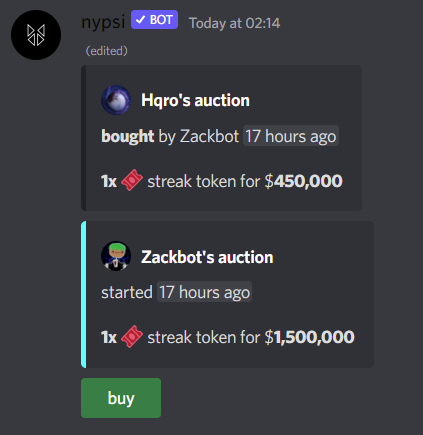 nypsi ✓ BOT Today at 02:14
(edited)
Hqro's auction
bought by Zackbot 17 hours ago
1x streak token for $450,000
Zackbot's auction
started 17 hours ago
1x streak token for $1,500,000
buy